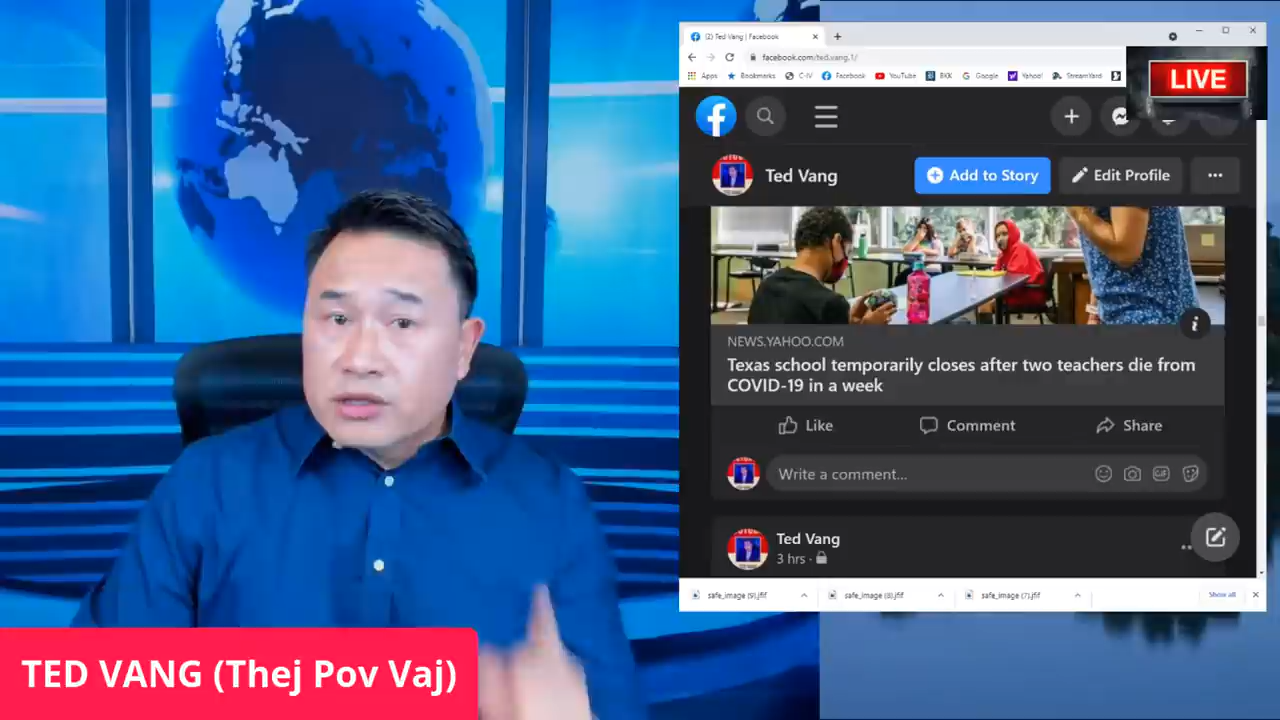 (2) Ted Vang | Facebook
facebook.com/ted.vang.1/
Apps Bookmarks C-IV Facebook YouTube BKK Google Yahoo! StreamYard
LIVE
Ted Vang
Add to Story
Edit Profile
NEWS.YAHOO.COM
Texas school temporarily closes after two teachers die from
COVID-19 in a week
Like
Comment
Share
Write a comment...
GIF
Ted Vang
3 hrs
safe_image (9).jfif
safe_image (8).jfif
safe_image (7).jfif
Show all
TED VANG (Thej Pov Vaj)